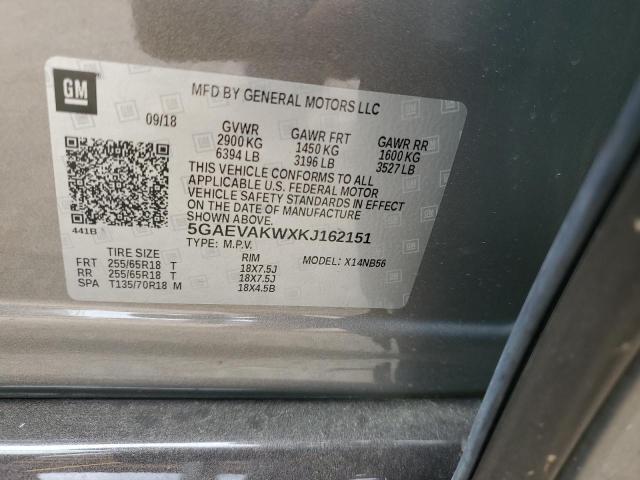 GM
MFD BY GENERAL MOTORS LLC
09/18 GVWR GAWR FRT GAWR RR
2900 KG 1450 KG 1600 KG
6394 LB 3196 LB 3527 LB
THIS VEHICLE CONFORMS TO ALL
APPLICABLE U.S. FEDERAL MOTOR
VEHICLE SAFETY STANDARDS IN EFFECT
ON THE DATE OF MANUFACTURE
SHOWN ABOVE.
441B 5GAEVAKWXKJ162151
TYPE: M.P.V. MODEL: X14NB56
TIRE SIZE RIM
FRT 255/65R18 T 18X7.5J
RR 255/65R18 T 18X7.5J
SPA T135/70R18 M 18X4.5B